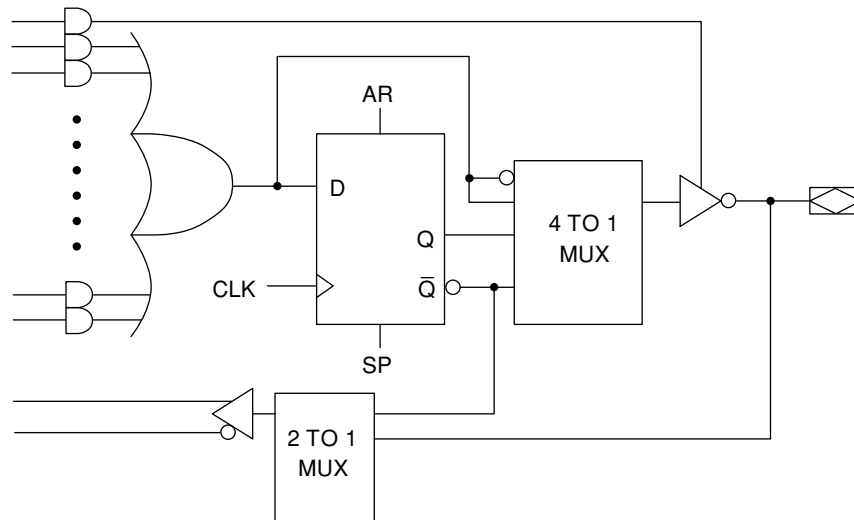 AR
D
Q
CLK
Q̅
SP
4 TO 1
MUX
2 TO 1
MUX